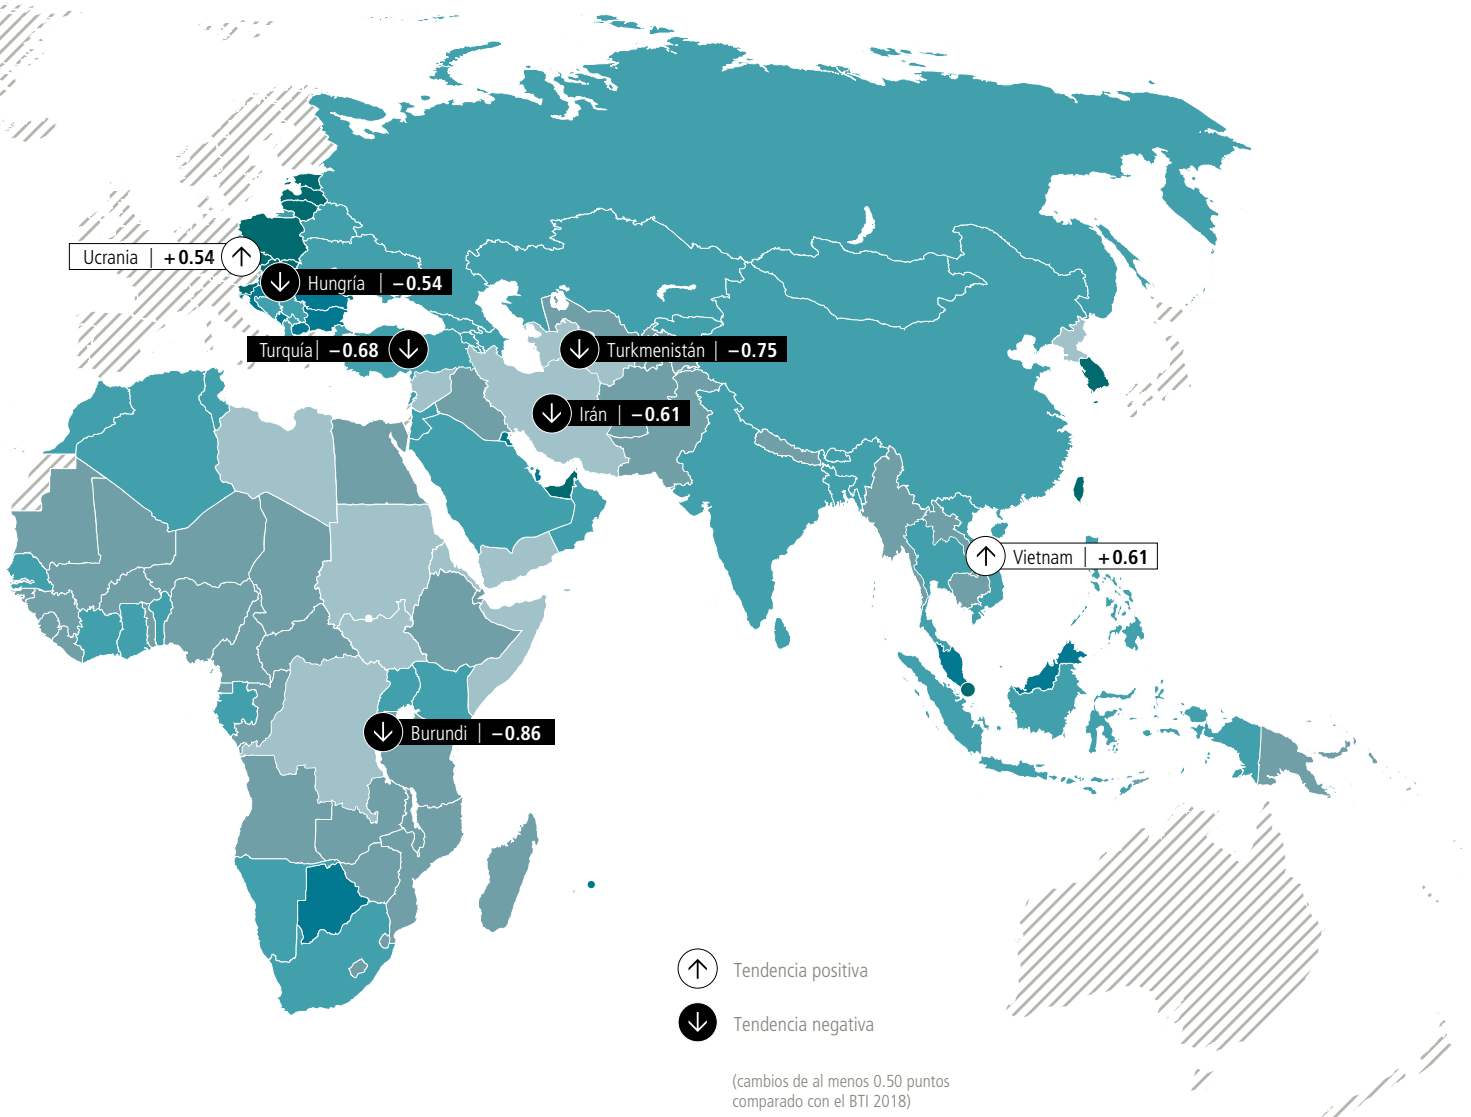 Ucrania | +0.54
Hungría | −0.54
Turquía | −0.68
Turkmenistán | −0.75
Irán | −0.61
Vietnam | +0.61
Burundi | −0.86
Tendencia positiva
Tendencia negativa
(cambios de al menos 0.50 puntos
comparado con el BTI 2018)